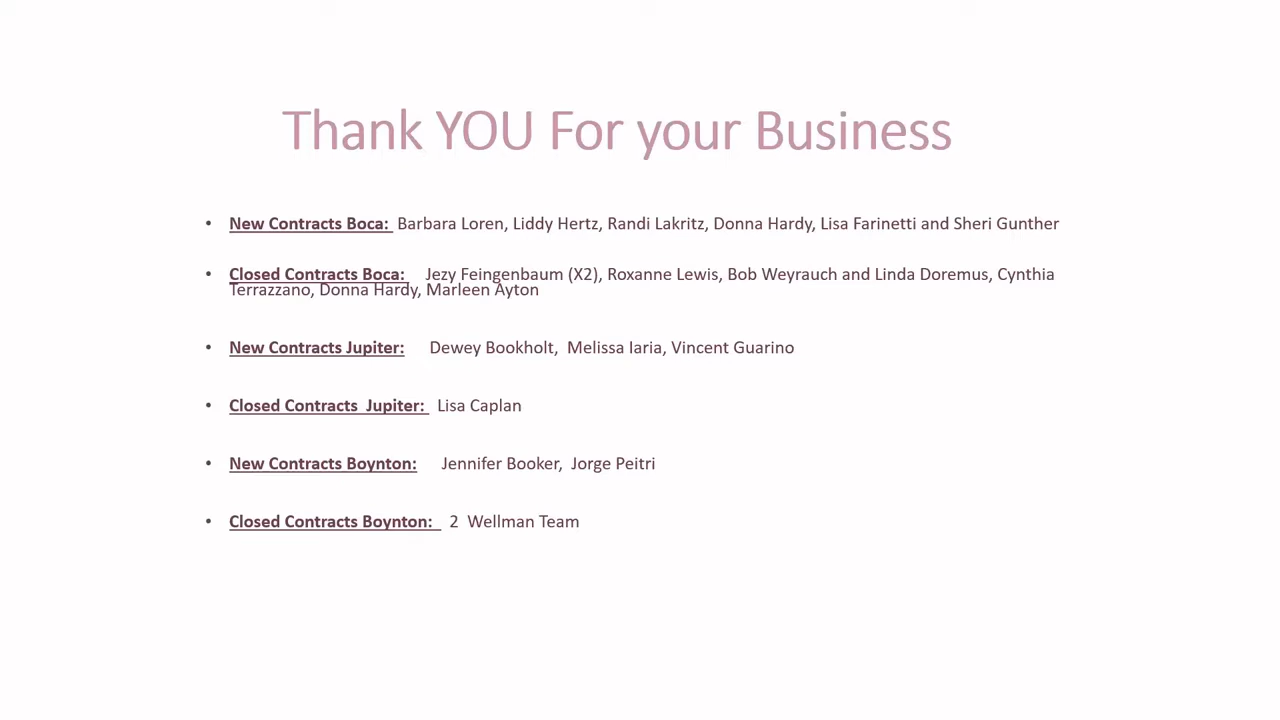 Thank YOU For your Business
• New Contracts Boca: Barbara Loren, Liddy Hertz, Randi Lakritz, Donna Hardy, Lisa Farinetti and Sheri Gunther
• Closed Contracts Boca: Jezy Feingenbaum (X2), Roxanne Lewis, Bob Weyrauch and Linda Doremus, Cynthia
Terrazzano, Donna Hardy, Marleen Ayton
• New Contracts Jupiter: Dewey Bookholt, Melissa Iaria, Vincent Guarino
• Closed Contracts Jupiter: Lisa Caplan
• New Contracts Boynton: Jennifer Booker, Jorge Peitri
• Closed Contracts Boynton: 2 Wellman Team